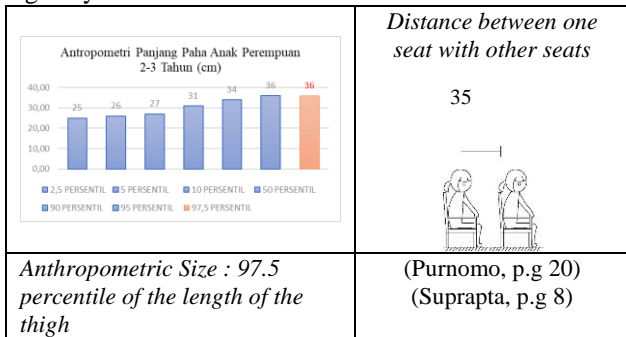 Antropometri Panjang Paha Anak Perempuan
2-3 Tahun (cm)
40,00
30,00
20,00
10,00
0,00
25
26
27
31
34
36
36
2,5 PERSENTIL
5 PERSENTIL
10 PERSENTIL
50 PERSENTIL
90 PERSENTIL
95 PERSENTIL
97,5 PERSENTIL
Distance between one
seat with other seats
35
Anthropometric Size : 97.5
percentile of the length of the
thigh
(Purnomo, p.g 20)
(Suprapta, p.g 8)